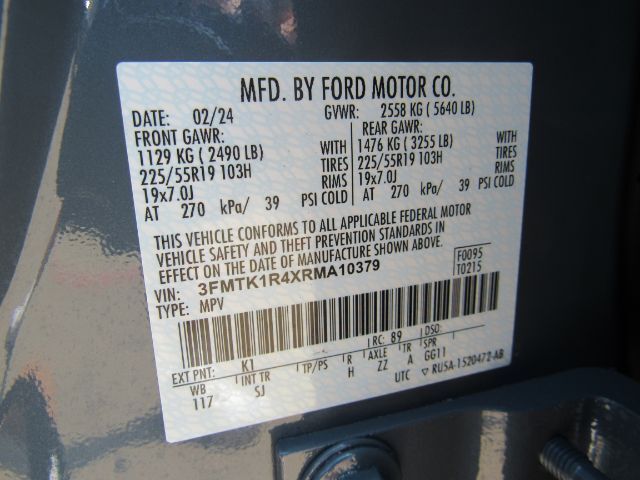 MFD. BY FORD MOTOR CO.
DATE: 02/24 GVWR: 2558 KG ( 5640 LB)
FRONT GAWR: REAR GAWR:
1129 KG ( 2490 LB) WITH 1476 KG ( 3255 LB) WITH
225/55R19 103H TIRES 225/55R19 103H TIRES
19x7.0J RIMS 19x7.0J RIMS
AT 270 kPa/ 39 PSI COLD AT 270 kPa/ 39 PSI COLD
THIS VEHICLE CONFORMS TO ALL APPLICABLE FEDERAL MOTOR
VEHICLE SAFETY AND THEFT PREVENTION STANDARDS IN
EFFECT ON THE DATE OF MANUFACTURE SHOWN ABOVE.
F0095
VIN: 3FMTK1R4XRMA10379
T0215
TYPE: MPV
EXT PNT: K1 RC: 89 DSO:
WB INT TR TP/PS R AXLE TR SPR
117 SJ H ZZ A GG11
UTC ▽ RU5A-1520472-AB